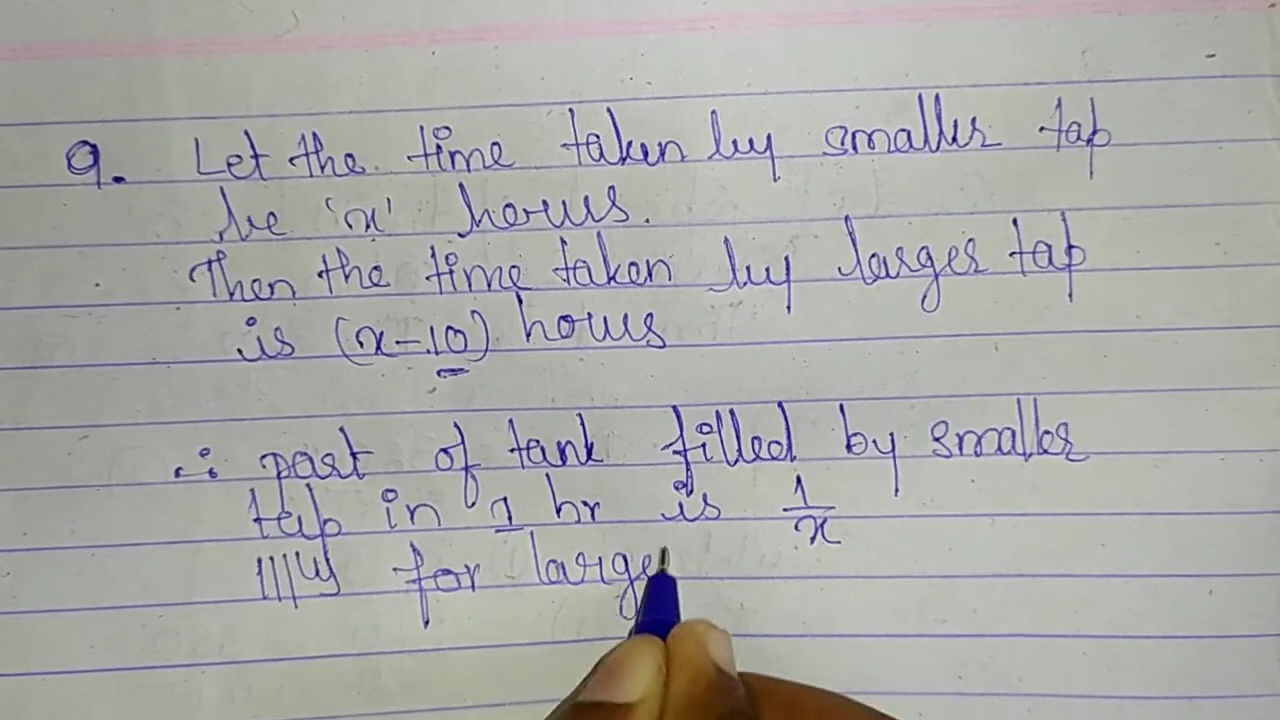 9. Let the time taken by smaller tap
be 'x' hours.
Then the time taken by larger tap
is (x-10) hours
∴ part of tank filled by smaller
tap in 1 hr is 1/x
|||ly for large